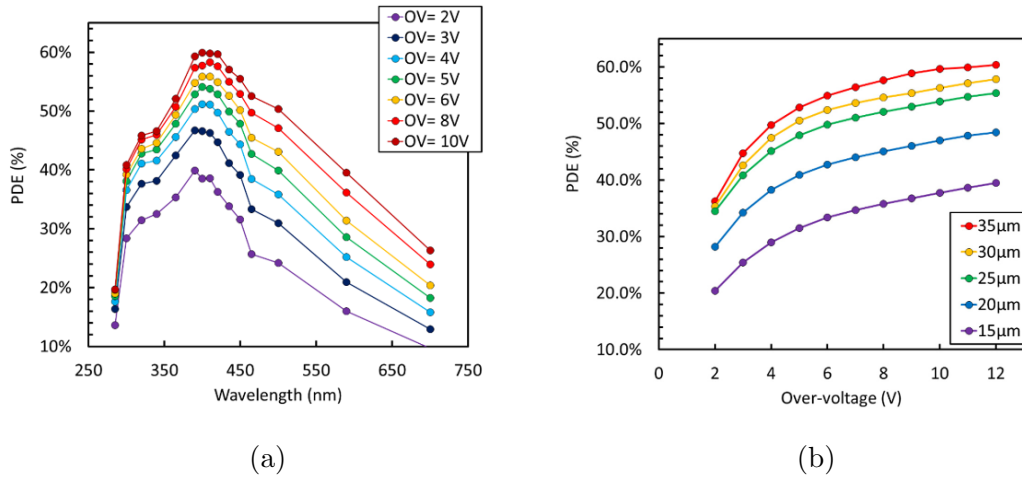 OV= 2V
OV= 3V
OV= 4V
OV= 5V
OV= 6V
OV= 8V
OV= 10V
60%
50%
40%
30%
20%
10%
PDE (%)
250 350 450 550 650 750
Wavelength (nm)
(a)
60.0%
50.0%
40.0%
30.0%
20.0%
10.0%
PDE (%)
35μm
30μm
25μm
20μm
15μm
0 2 4 6 8 10 12
Over-voltage (V)
(b)